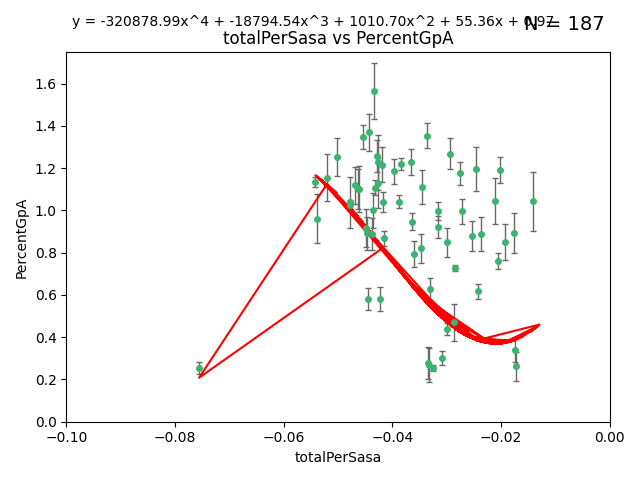 y = -320878.99x^4 + -18794.54x^3 + 1010.70x^2 + 55.36x + 0.97
N = 187
totalPerSasa vs PercentGpA
PercentGpA
1.6
1.4
1.2
1.0
0.8
0.6
0.4
0.2
0.0
−0.10 −0.08 −0.06 −0.04 −0.02 0.00
totalPerSasa